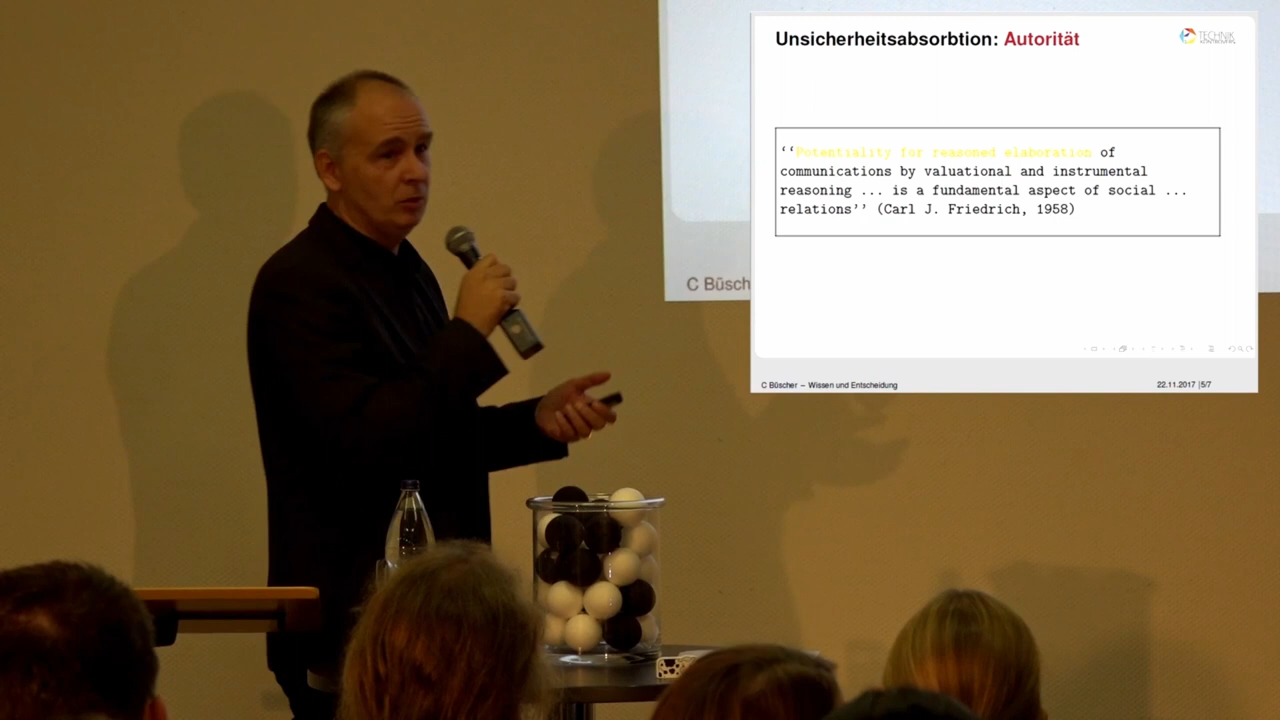 Unsicherheitsabsorbtion: Autorität
TECHNIK
‘‘Potentiality for reasoned elaboration of
communications by valuational and instrumental
reasoning ... is a fundamental aspect of social ...
relations’’ (Carl J. Friedrich, 1958)
C Büsch
C Büscher – Wissen und Entscheidung
22.11.2017 |5/7